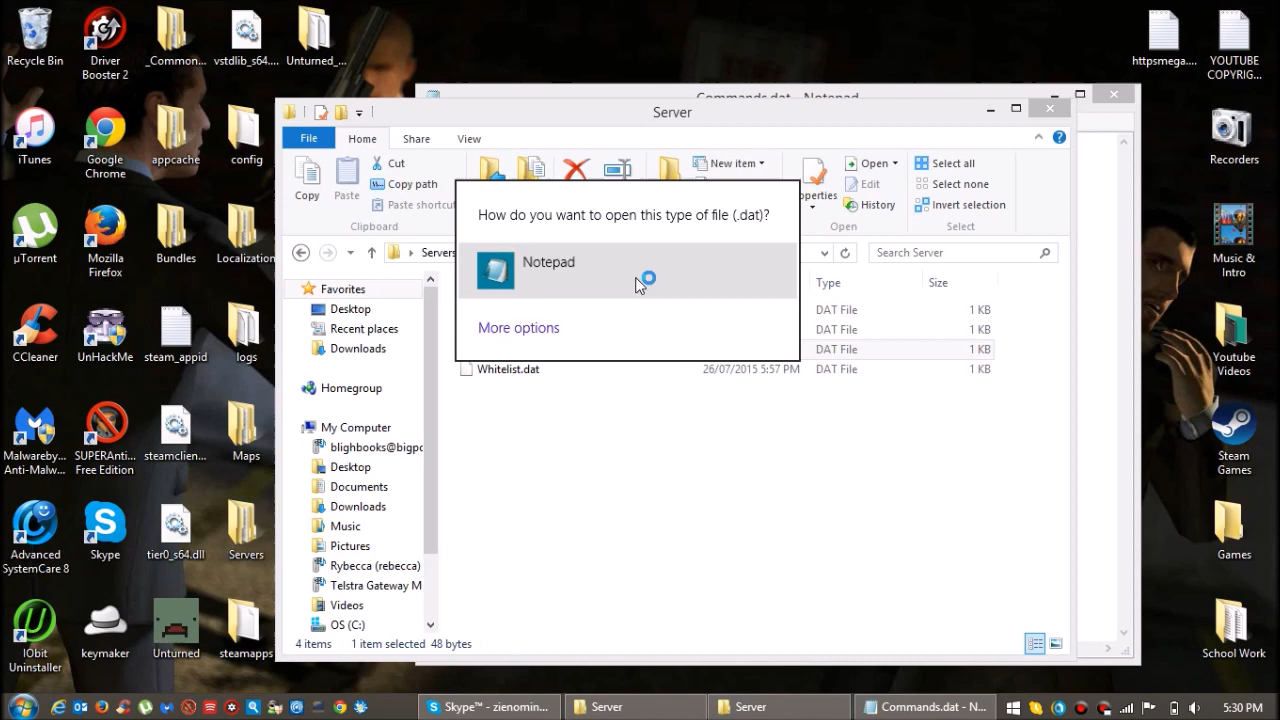 Recycle Bin
Driver
Booster 2
_Common...
vstdlib_s64....
Unturned_...
httpsmega....
YOUTUBE
COPYRIG...
iTunes
Google
Chrome
appcache
config
Recorders
µTorrent
Mozilla
Firefox
Bundles
Localization
Music &
Intro
CCleaner
UnHackMe
steam_appid
logs
Youtube
Videos
Malwareby...
Anti-Malw...
SUPERAnti...
Free Edition
steamclien...
Maps
Steam
Games
Advanced
SystemCare 8
Skype
tier0_s64.dll
Servers
Games
IObit
Uninstaller
keymaker
Unturned
steamapps
School Work
Commands.dat - Notepad
Server
File
Home
Share
View
Copy
Paste
Cut
Copy path
Paste shortcut
Clipboard
New item
Open
Edit
History
Open
Select all
Select none
Invert selection
Select
Servers
Search Server
Favorites
Desktop
Recent places
Downloads
Homegroup
My Computer
blighbooks@bigpo
Desktop
Documents
Downloads
Music
Pictures
Rybecca (rebecca)
Telstra Gateway M
Videos
OS (C:)
Type
Size
DAT File
1 KB
DAT File
1 KB
DAT File
1 KB
Whitelist.dat
26/07/2015 5:57 PM
DAT File
1 KB
4 items
1 item selected 48 bytes
How do you want to open this type of file (.dat)?
Notepad
More options
Skype™ - zienomin...
Server
Server
Commands.dat - N...
5:30 PM